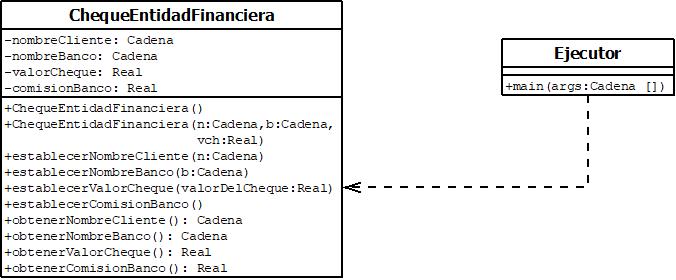 ChequeEntidadFinanciera
-nombreCliente: Cadena
-nombreBanco: Cadena
-valorCheque: Real
-comisionBanco: Real
+ChequeEntidadFinanciera()
+ChequeEntidadFinanciera(n:Cadena,b:Cadena,
vch:Real)
+establecerNombreCliente(n:Cadena)
+establecerNombreBanco(b:Cadena)
+establecerValorCheque(valorDelCheque:Real)
+establecerComisionBanco()
+obtenerNombreCliente(): Cadena
+obtenerNombreBanco(): Cadena
+obtenerValorCheque(): Real
+obtenerComisionBanco(): Real
Ejecutor
+main(args:Cadena [])